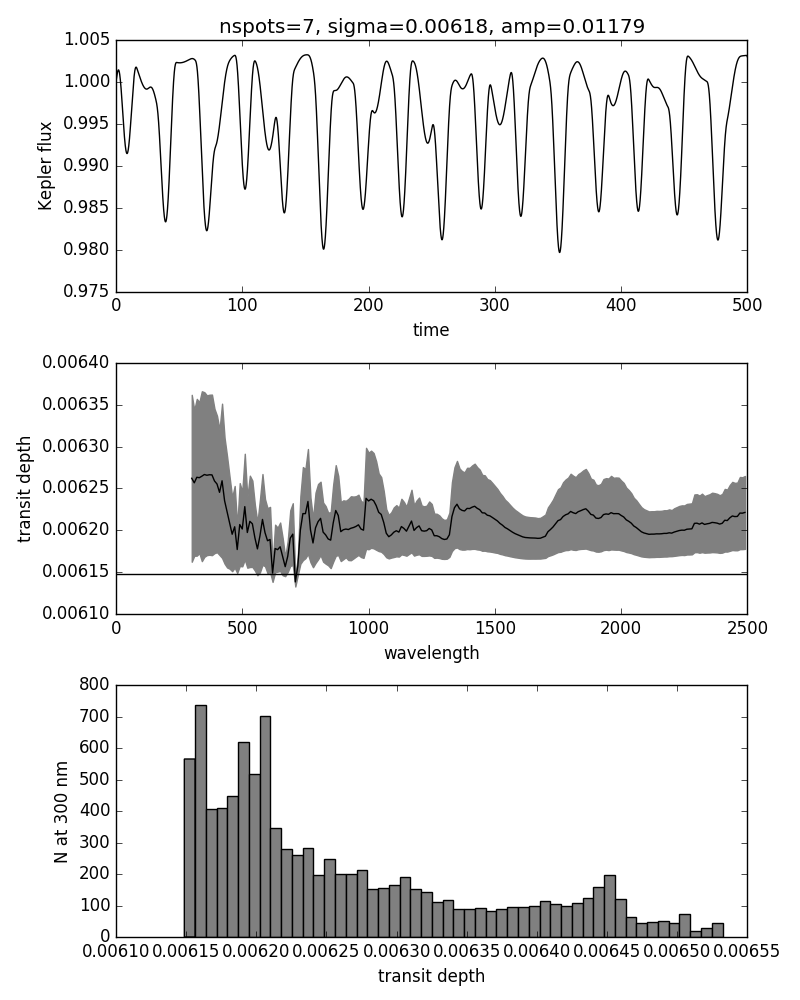 nspots=7, sigma=0.00618, amp=0.01179
1.005
1.000
0.995
0.990
0.985
0.980
0.975
Kepler flux
0 100 200 300 400 500
time
0.00640
0.00635
0.00630
0.00625
0.00620
0.00615
0.00610
transit depth
0 500 1000 1500 2000 2500
wavelength
800
700
600
500
400
300
200
100
0
N at 300 nm
0.00610 0.00615 0.00620 0.00625 0.00630 0.00635 0.00640 0.00645 0.00650 0.00655
transit depth